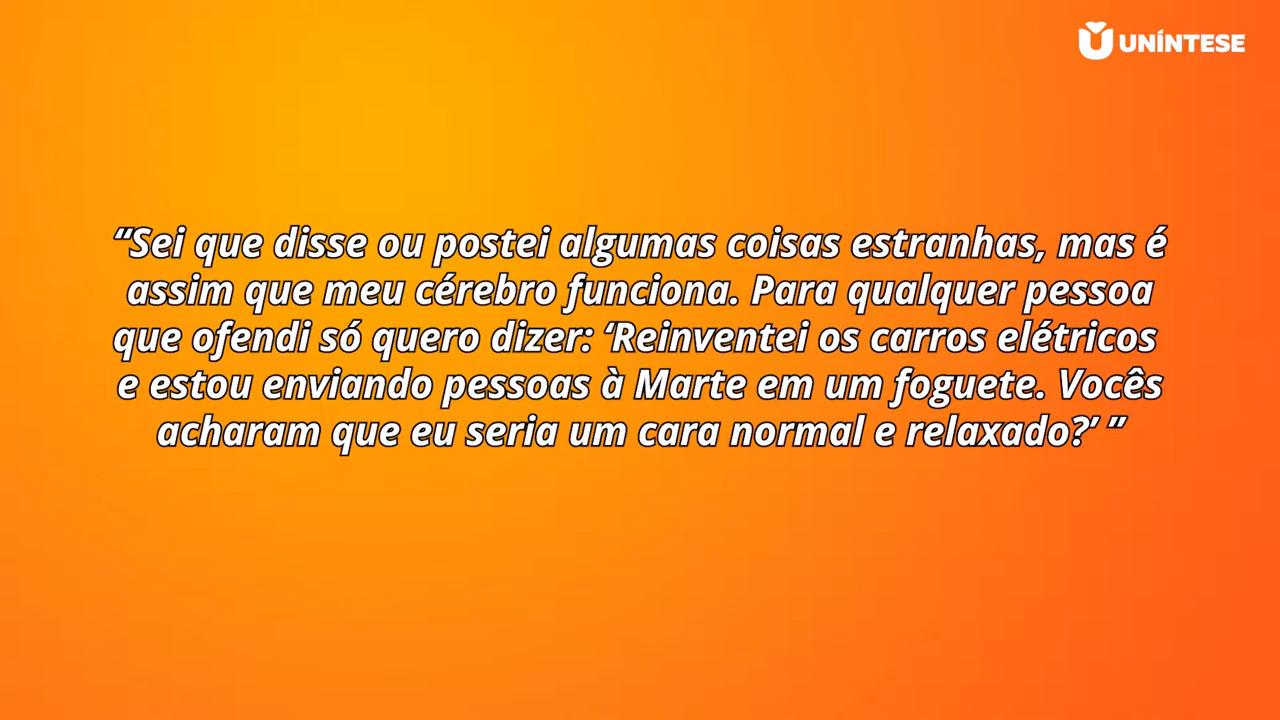 UNÍNTESE
“Sei que disse ou postei algumas coisas estranhas, mas é
assim que meu cérebro funciona. Para qualquer pessoa
que ofendi só quero dizer: ‘Reinventei os carros elétricos
e estou enviando pessoas à Marte em um foguete. Vocês
acharam que eu seria um cara normal e relaxado?’ ”